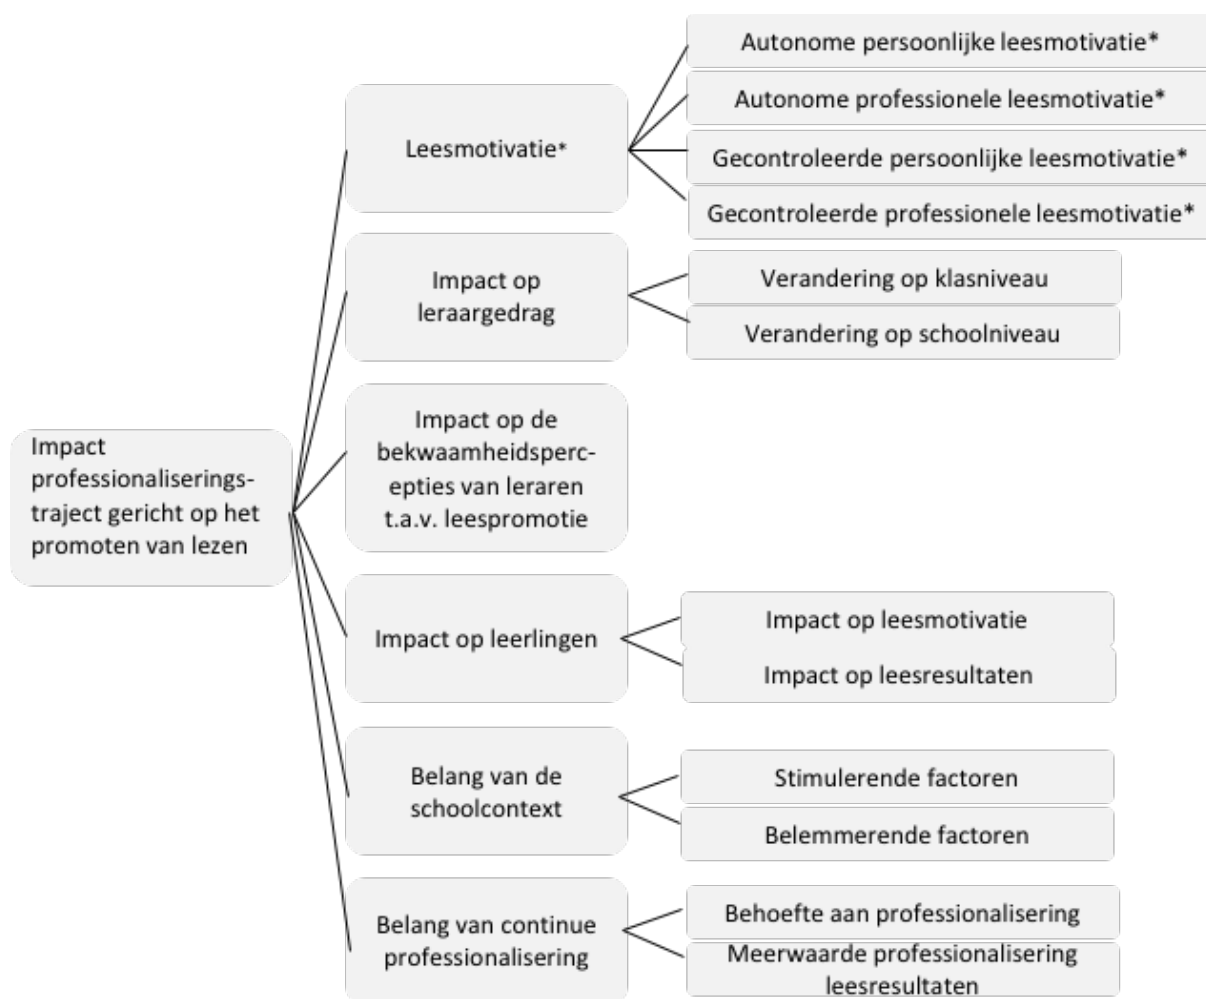 Impact
professionaliserings-
traject gericht op het
promoten van lezen
Leesmotivatie*
Autonome persoonlijke leesmotivatie*
Autonome professionele leesmotivatie*
Gecontroleerde persoonlijke leesmotivatie*
Gecontroleerde professionele leesmotivatie*
Impact op
leraargedrag
Verandering op klasniveau
Verandering op schoolniveau
Impact op de
bekwaamheidsperc-
epties van leraren
t.a.v. leespromotie
Impact op leerlingen
Impact op leesmotivatie
Impact op leesresultaten
Belang van de
schoolcontext
Stimulerende factoren
Belemmerende factoren
Belang van continue
professionalisering
Behoefte aan professionalisering
Meerwaarde professionalisering
leesresultaten